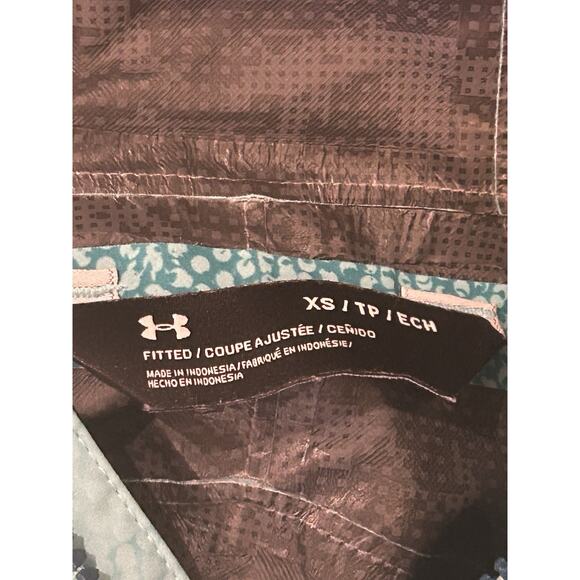 XS / TP / ECH
FITTED / COUPE AJUSTÉE / CEÑIDO
MADE IN INDONESIA / FABRIQUÉ EN INDONÉSIE /
HECHO EN INDONESIA